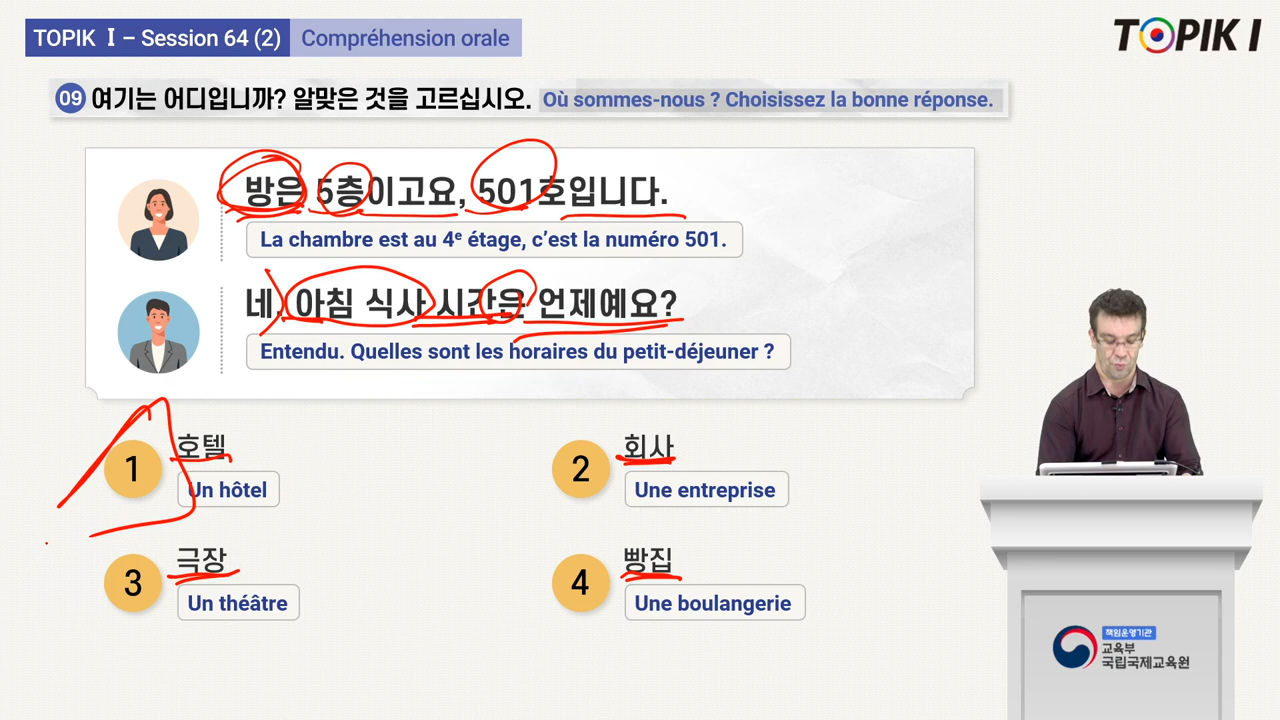 TOPIK Ⅰ – Session 64 (2) Compréhension orale
TOPIK I
09 여기는 어디입니까? 알맞은 것을 고르십시오. Où sommes-nous ? Choisissez la bonne réponse.
방은 5층이고요, 501호입니다.
La chambre est au 4e étage, c’est la numéro 501.
네, 아침 식사 시간은 언제예요?
Entendu. Quelles sont les horaires du petit-déjeuner ?
1 호텔
Un hôtel
2 회사
Une entreprise
3 극장
Un théâtre
4 빵집
Une boulangerie
책임운영기관
교육부
국립국제교육원